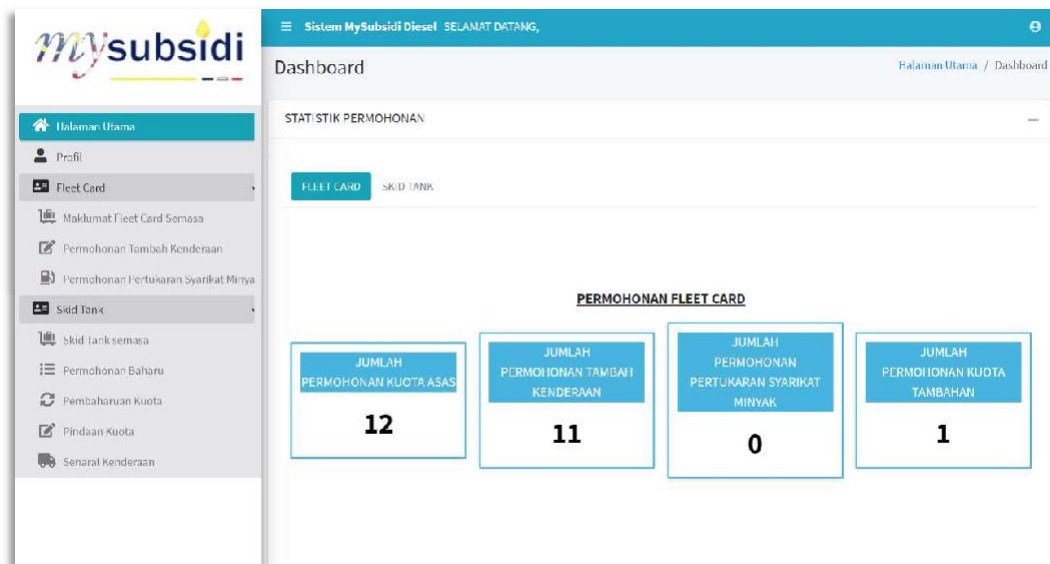 mysubsidi
Sistem MySubsidi Diesel SELAMAT DATANG,
Dashboard
Halaman Utama / Dashboard
Halaman Utama
Profil
Fleet Card
Maklumat Fleet Card Semasa
Permohonan Tambah Kenderaan
Permohonan Pertukaran Syarikat Minya
Skid Tank
Skid Tank semasa
Permohonan Baharu
Pembaharuan Kuota
Pindaan Kuota
Senarai Kenderaan
STATISTIK PERMOHONAN
FLEET CARD SKID TANK
PERMOHONAN FLEET CARD
JUMLAH
PERMOHONAN KUOTA ASAS
12
JUMLAH
PERMOHONAN TAMBAH
KENDERAAN
11
JUMLAH
PERMOHONAN
PERTUKARAN SYARIKAT
MINYAK
0
JUMLAH
PERMOHONAN KUOTA
TAMBAHAN
1